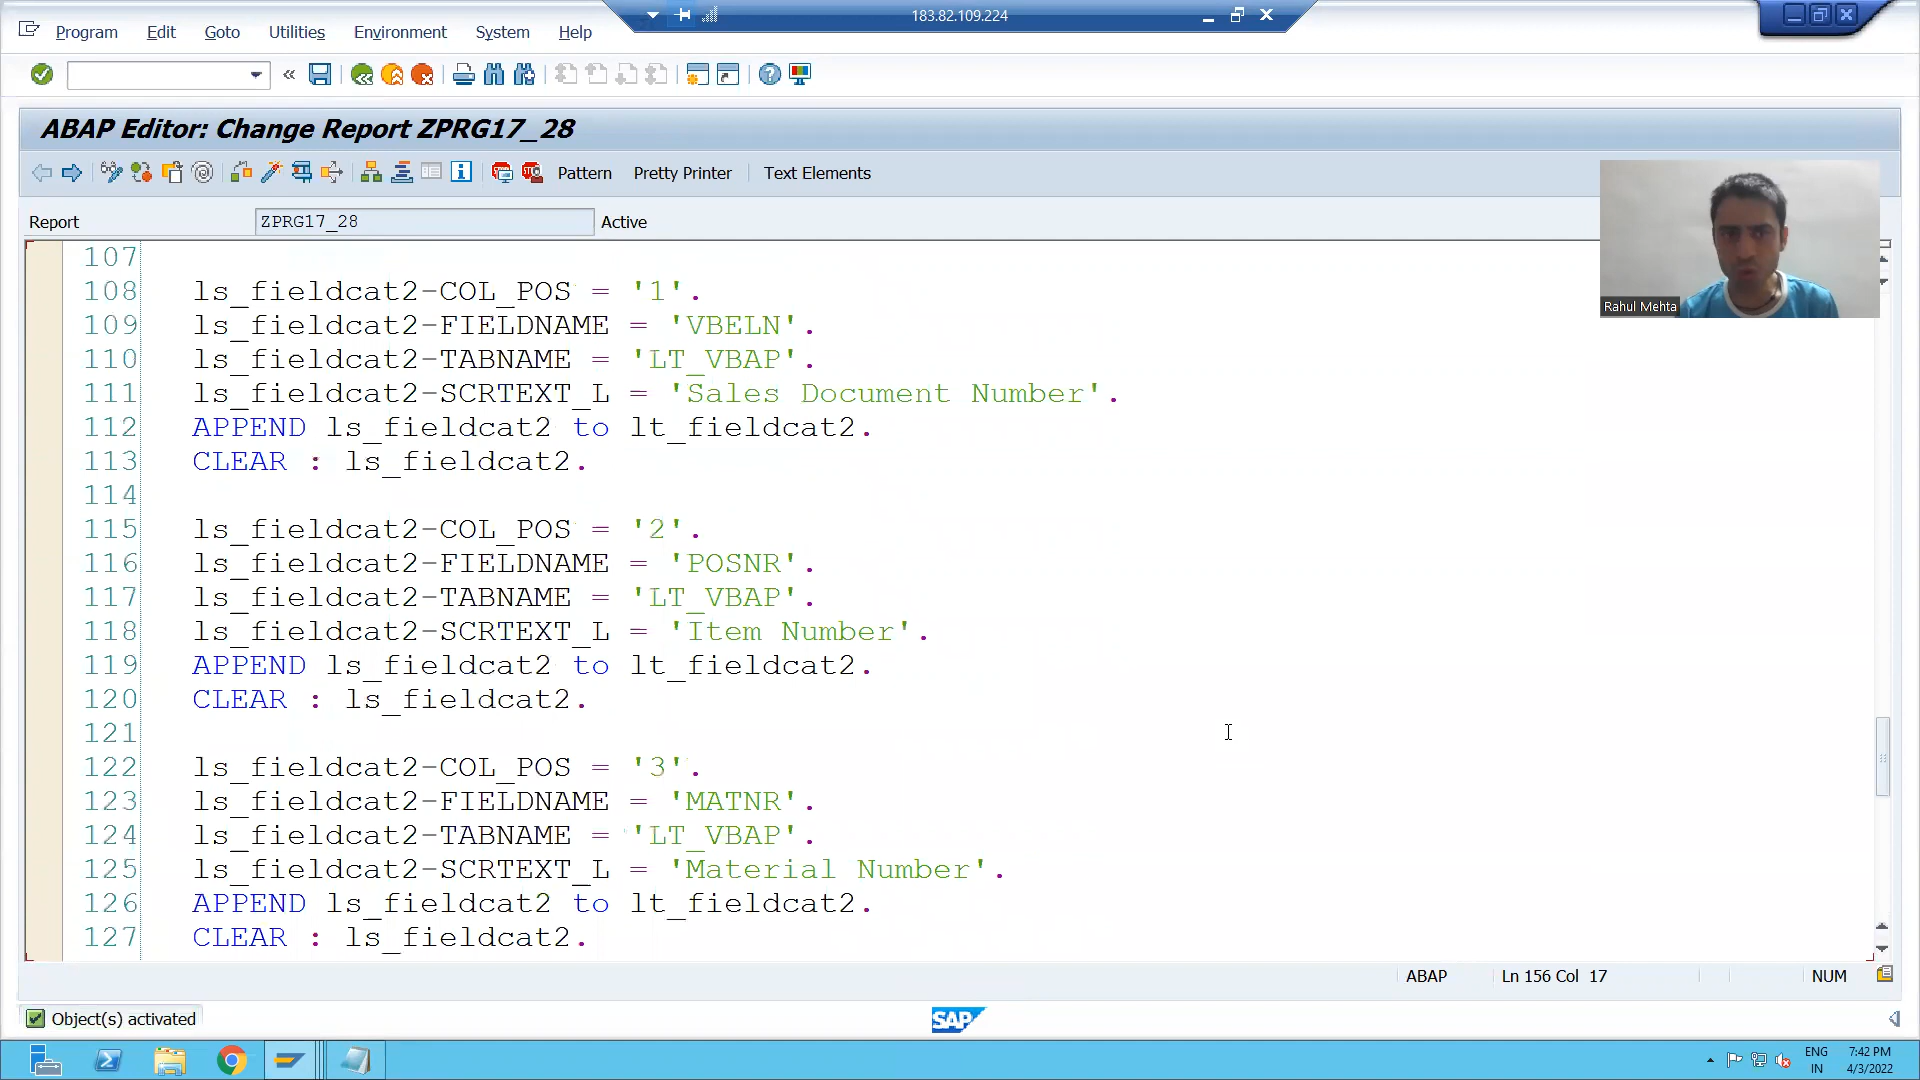 183.82.109.224
Program Edit Goto Utilities Environment System Help
ABAP Editor: Change Report ZPRG17_28
Pattern Pretty Printer Text Elements
Report ZPRG17_28 Active
Rahul Mehta
107
108 ls_fieldcat2-COL_POS = '1'.
109 ls_fieldcat2-FIELDNAME = 'VBELN'.
110 ls_fieldcat2-TABNAME = 'LT_VBAP'.
111 ls_fieldcat2-SCRTEXT_L = 'Sales Document Number'.
112 APPEND ls_fieldcat2 to lt_fieldcat2.
113 CLEAR : ls_fieldcat2.
114
115 ls_fieldcat2-COL_POS = '2'.
116 ls_fieldcat2-FIELDNAME = 'POSNR'.
117 ls_fieldcat2-TABNAME = 'LT_VBAP'.
118 ls_fieldcat2-SCRTEXT_L = 'Item Number'.
119 APPEND ls_fieldcat2 to lt_fieldcat2.
120 CLEAR : ls_fieldcat2.
121
122 ls_fieldcat2-COL_POS = '3'.
123 ls_fieldcat2-FIELDNAME = 'MATNR'.
124 ls_fieldcat2-TABNAME = 'LT_VBAP'.
125 ls_fieldcat2-SCRTEXT_L = 'Material Number'.
126 APPEND ls_fieldcat2 to lt_fieldcat2.
127 CLEAR : ls_fieldcat2.
ABAP Ln 156 Col 17 NUM
Object(s) activated
SAP
ENG 7:42 PM
IN 4/3/2022